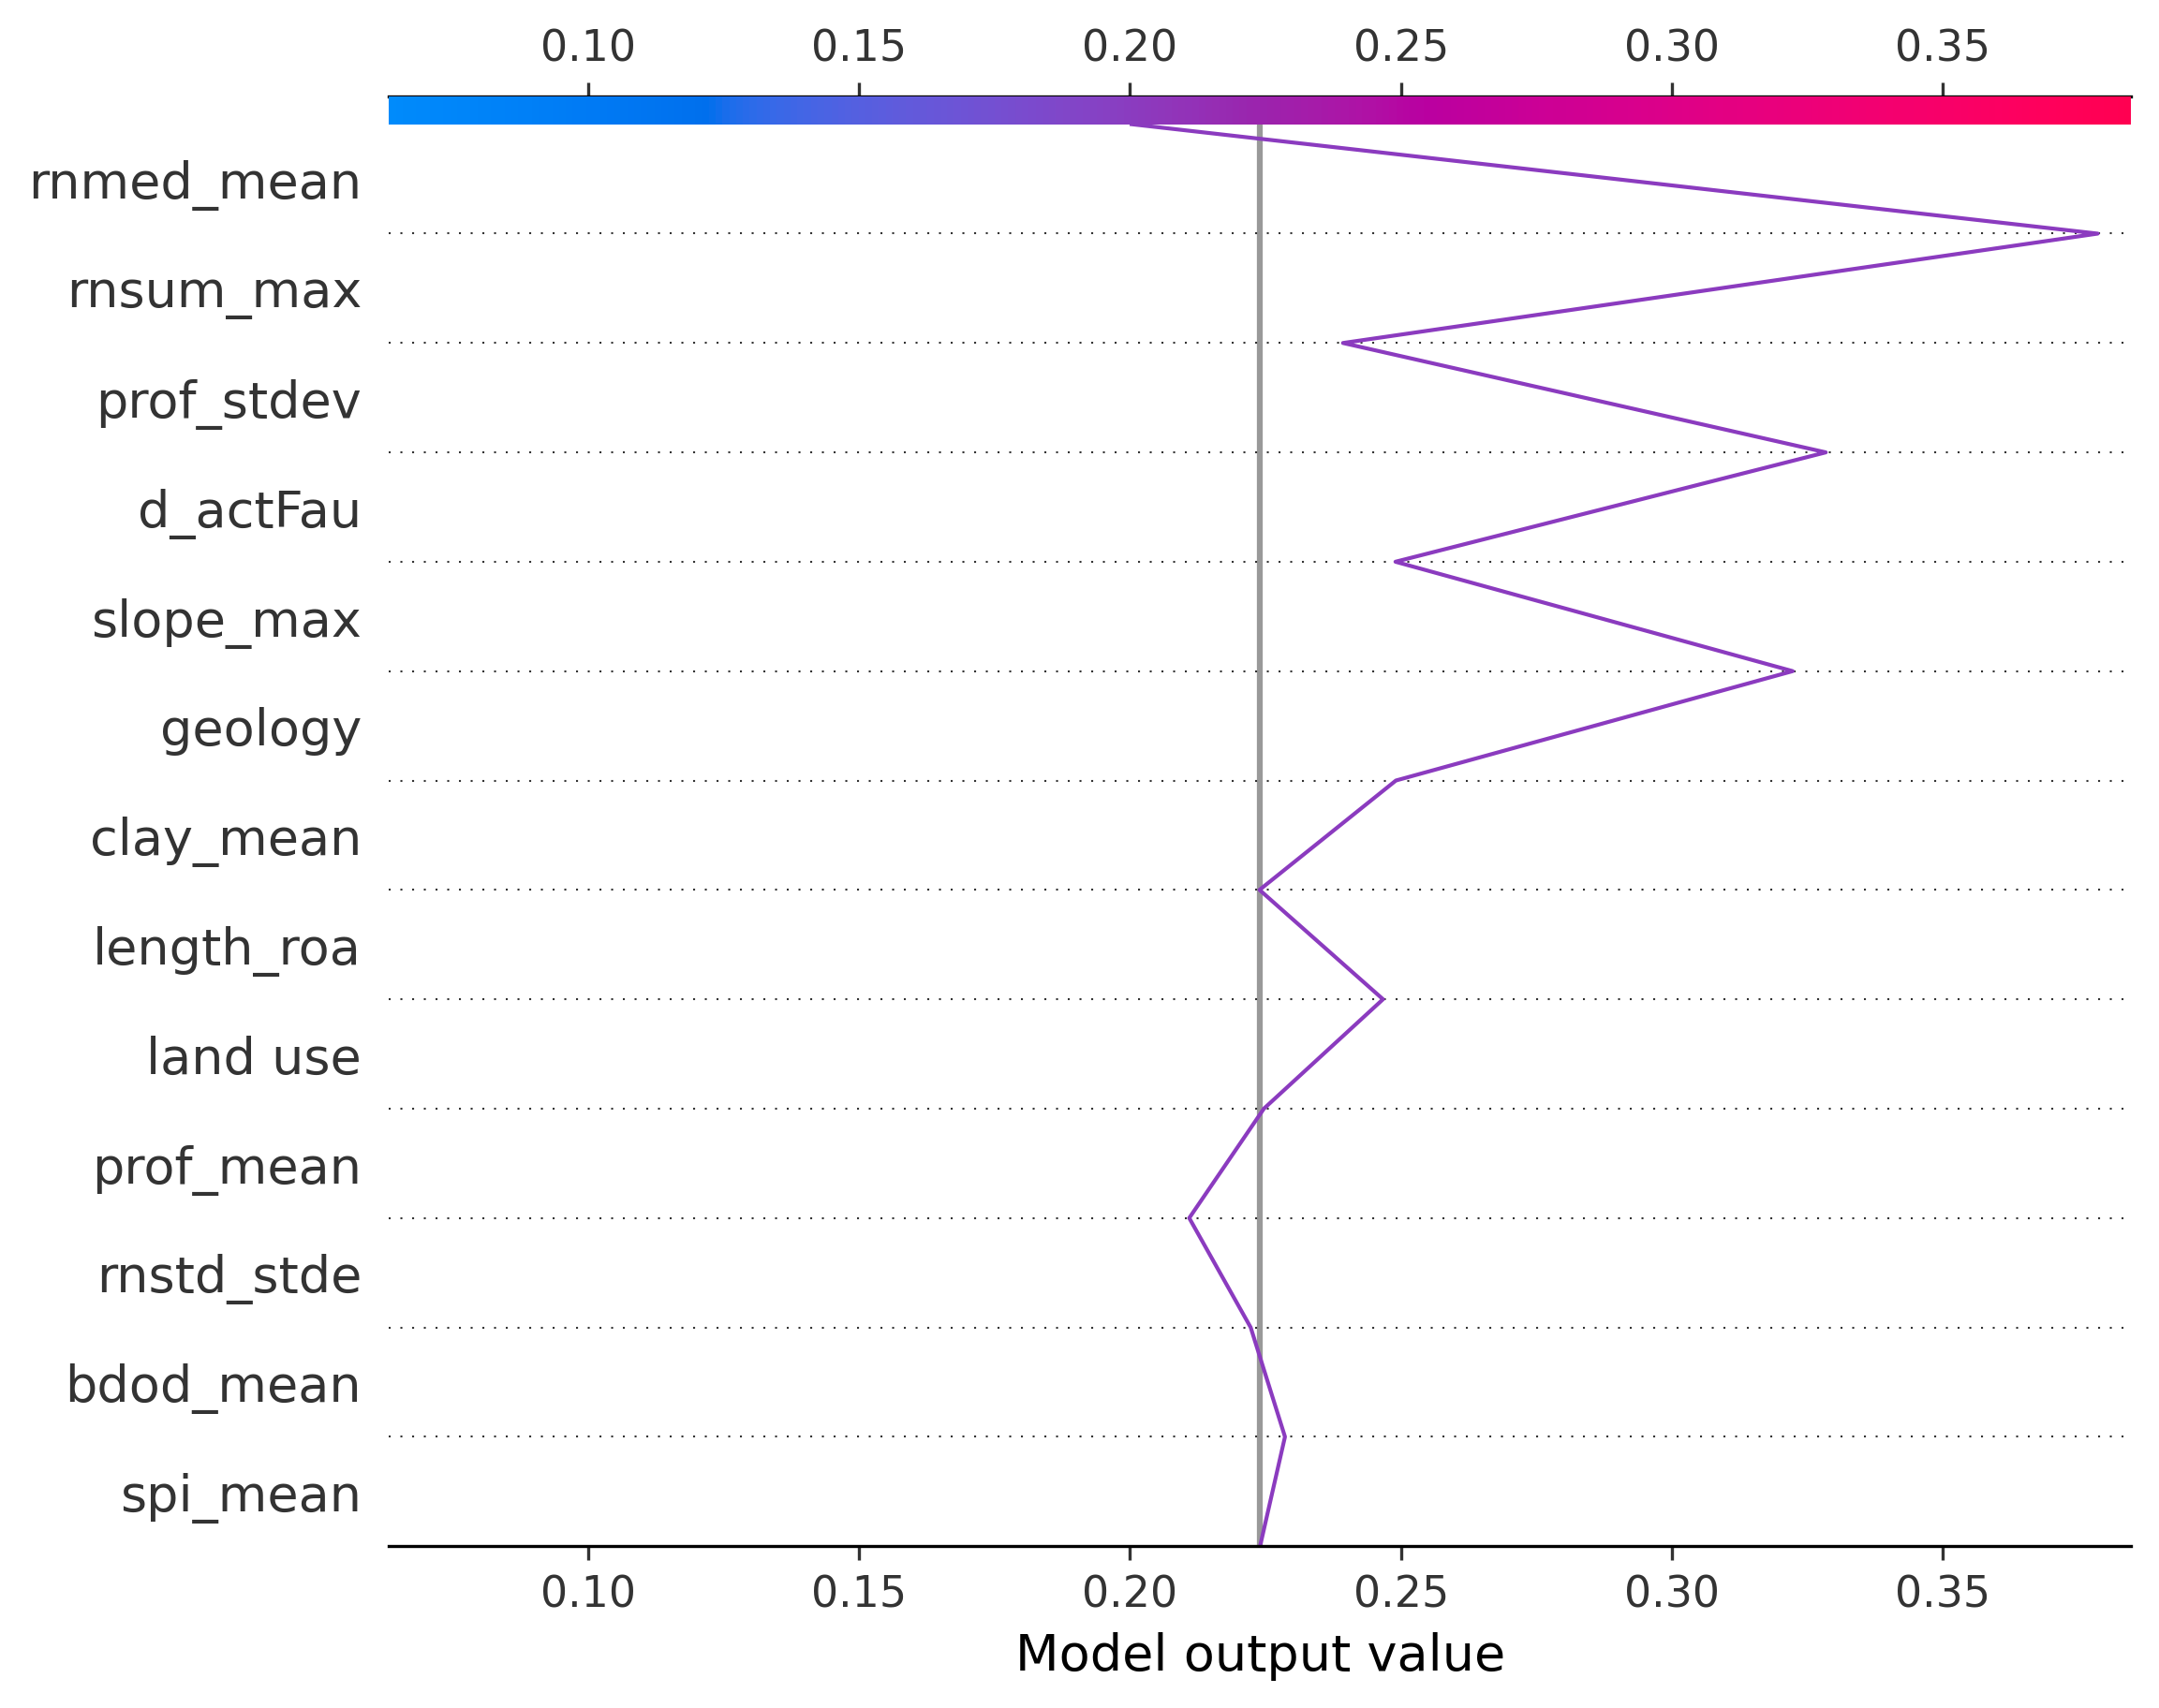 0.10 0.15 0.20 0.25 0.30 0.35
rnmed_mean
rnsum_max
prof_stdev
d_actFau
slope_max
geology
clay_mean
length_roa
land use
prof_mean
rnstd_stde
bdod_mean
spi_mean
0.10 0.15 0.20 0.25 0.30 0.35
Model output value